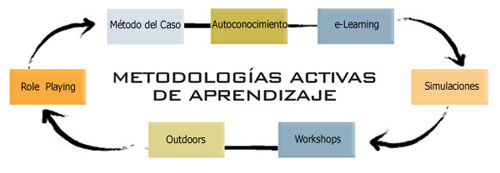 Método del Caso
Autoconocimiento
e-Learning
Role Playing
METODOLOGÍAS ACTIVAS
DE APRENDIZAJE
Simulaciones
Outdoors
Workshops